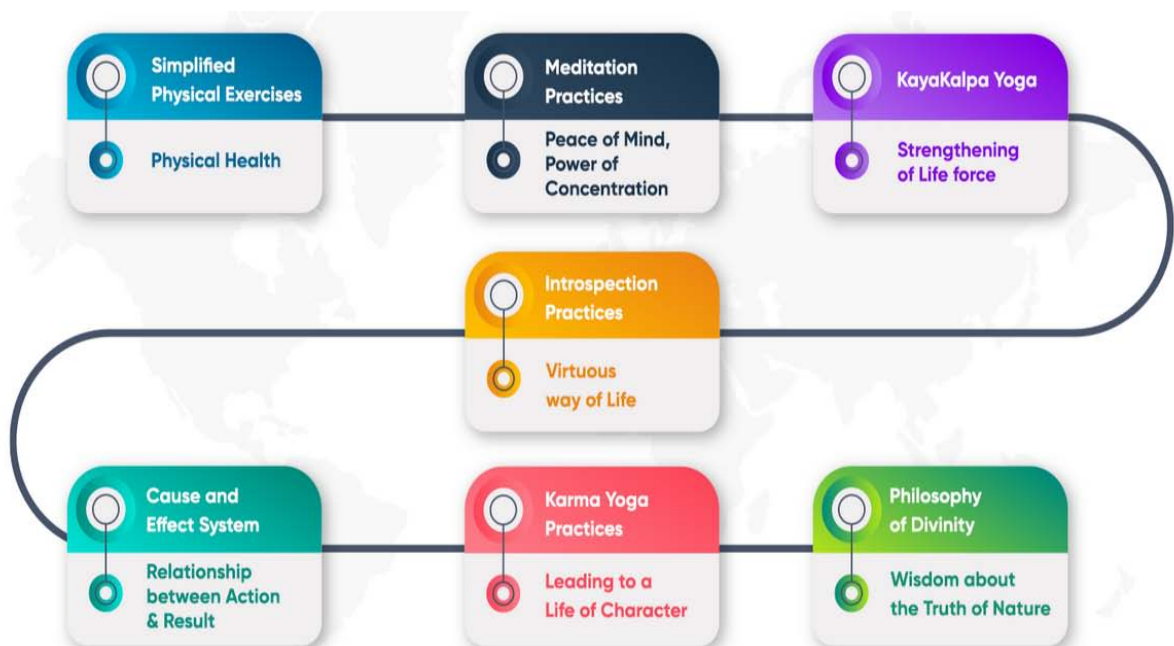 Simplified
Physical Exercises
Physical Health
Meditation
Practices
Peace of Mind,
Power of
Concentration
KayaKalpa Yoga
Strengthening
of Life force
Introspection
Practices
Virtuous
way of Life
Cause and
Effect System
Relationship
between Action
& Result
Karma Yoga
Practices
Leading to a
Life of Character
Philosophy
of Divinity
Wisdom about
the Truth of Nature